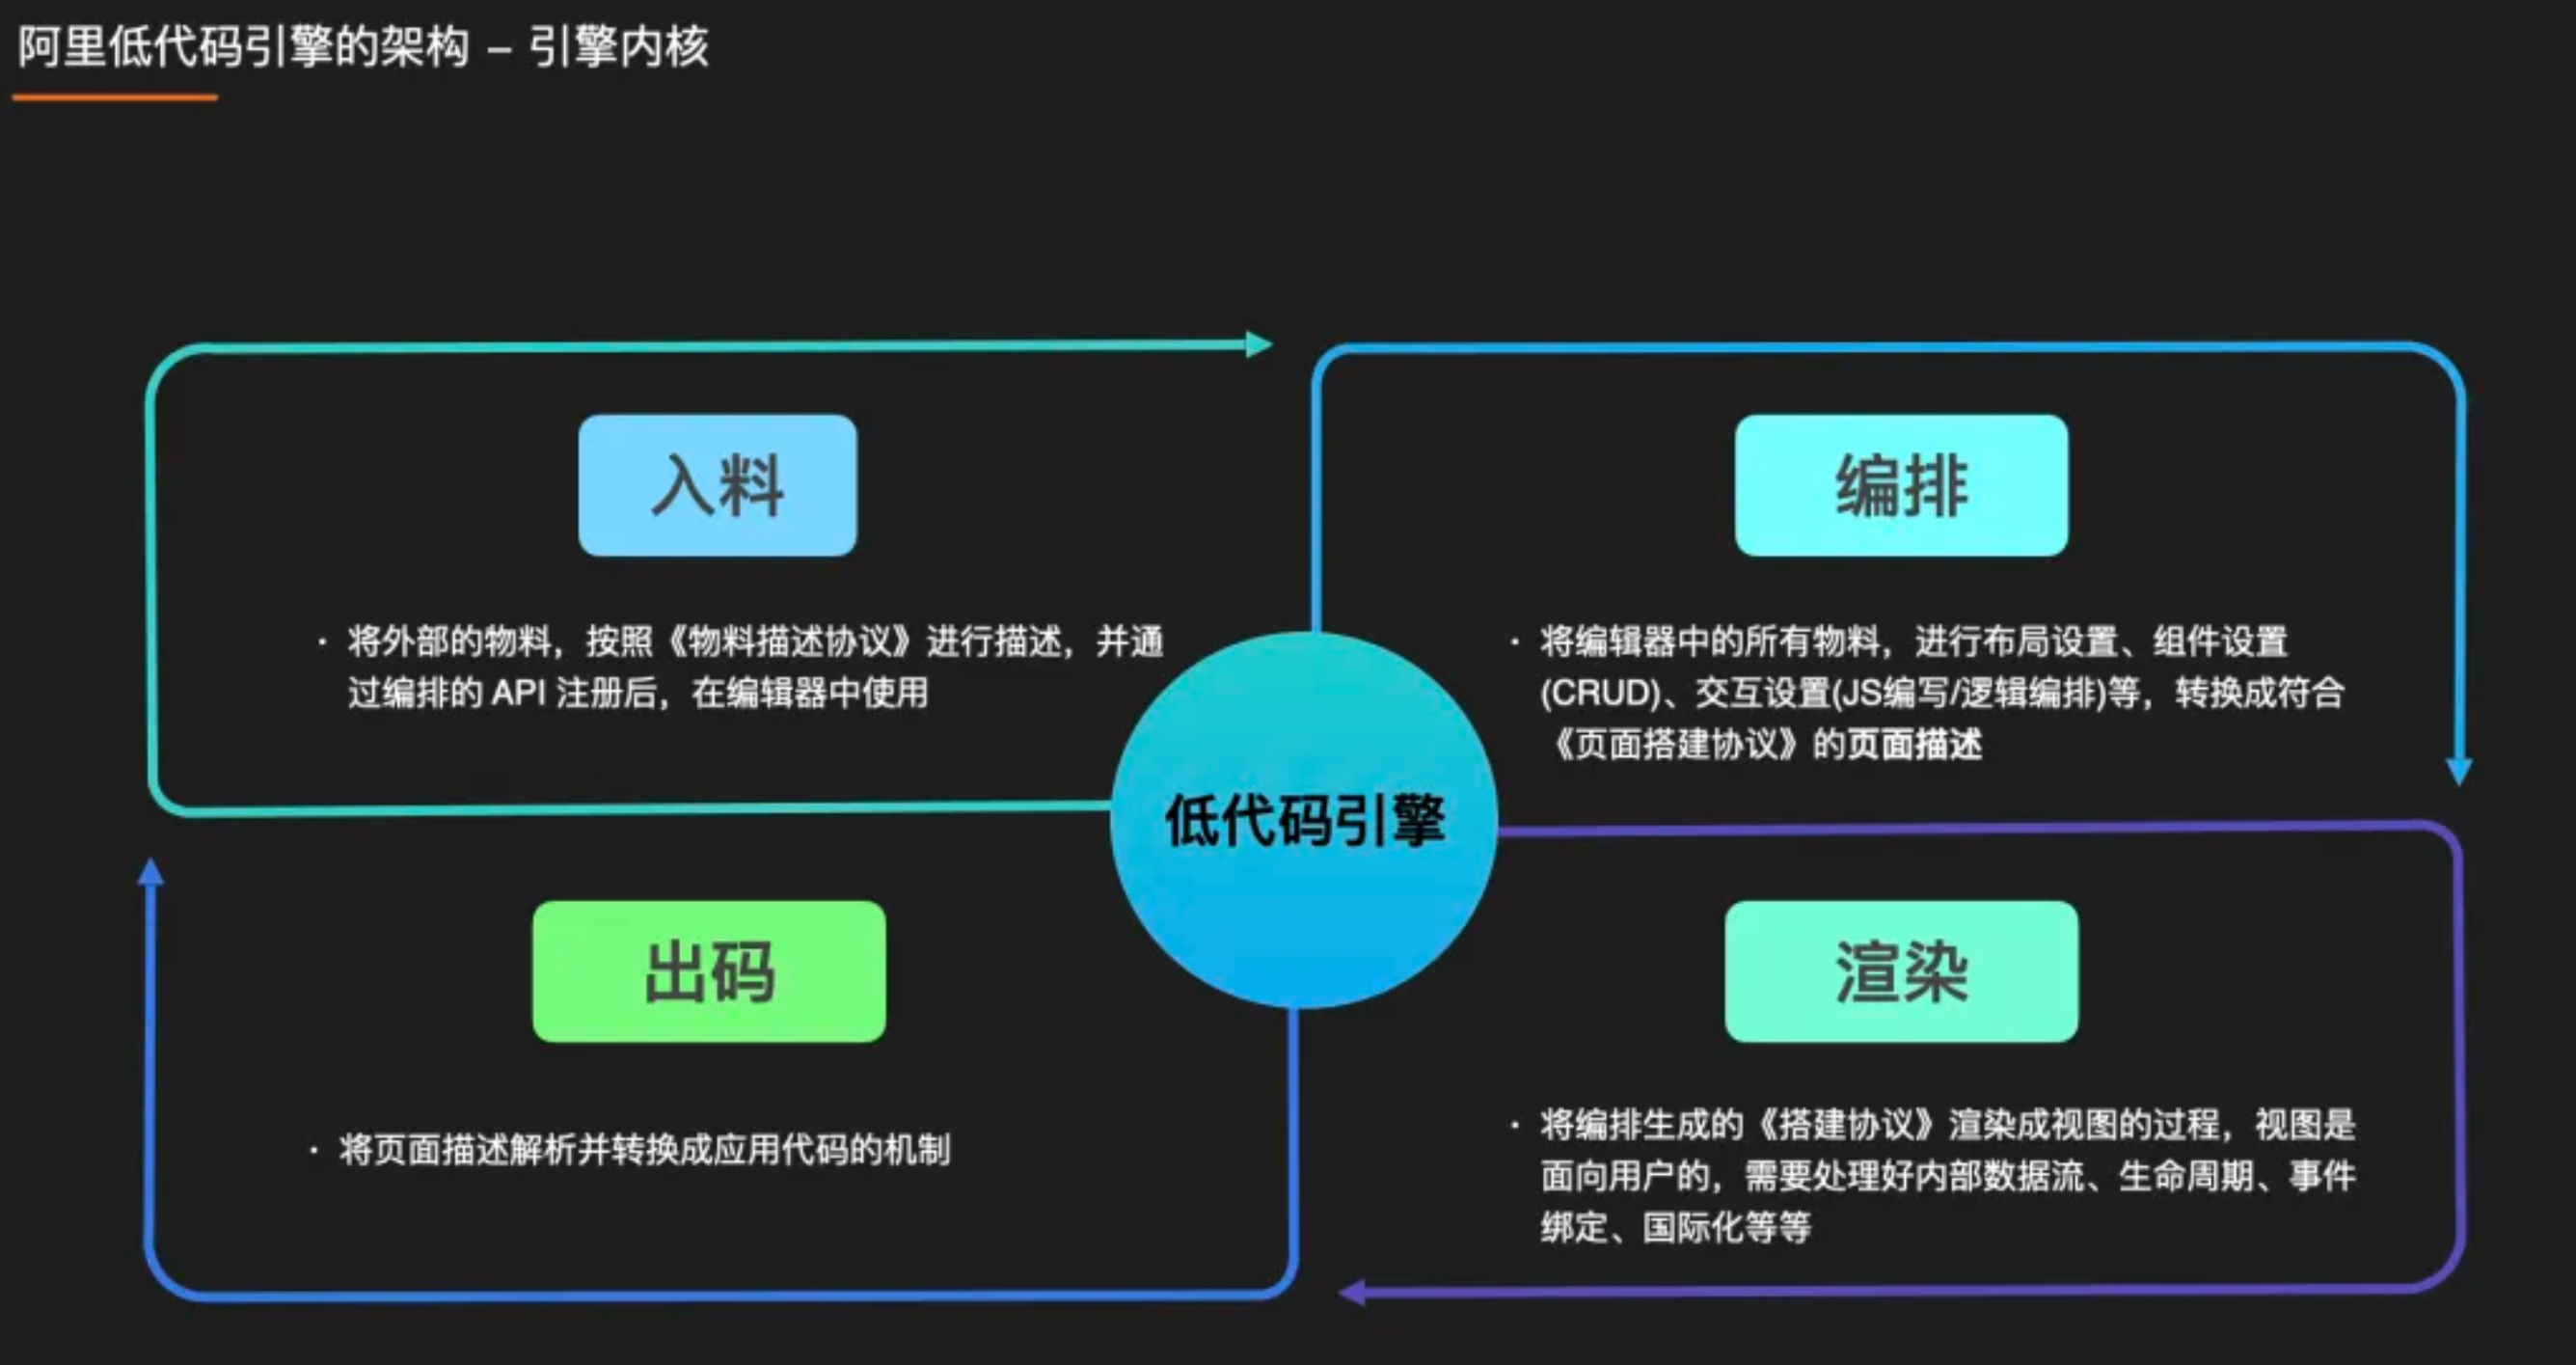 阿里低代码引擎的架构 – 引擎内核
入料
· 将外部的物料，按照《物料描述协议》进行描述，并通
过编排的 API 注册后，在编辑器中使用
编排
· 将编辑器中的所有物料，进行布局设置、组件设置
(CRUD)、交互设置(JS编写/逻辑编排)等，转换成符合
《页面搭建协议》的页面描述
低代码引擎
出码
· 将页面描述解析并转换成应用代码的机制
渲染
· 将编排生成的《搭建协议》渲染成视图的过程，视图是
面向用户的，需要处理好内部数据流、生命周期、事件
绑定、国际化等等